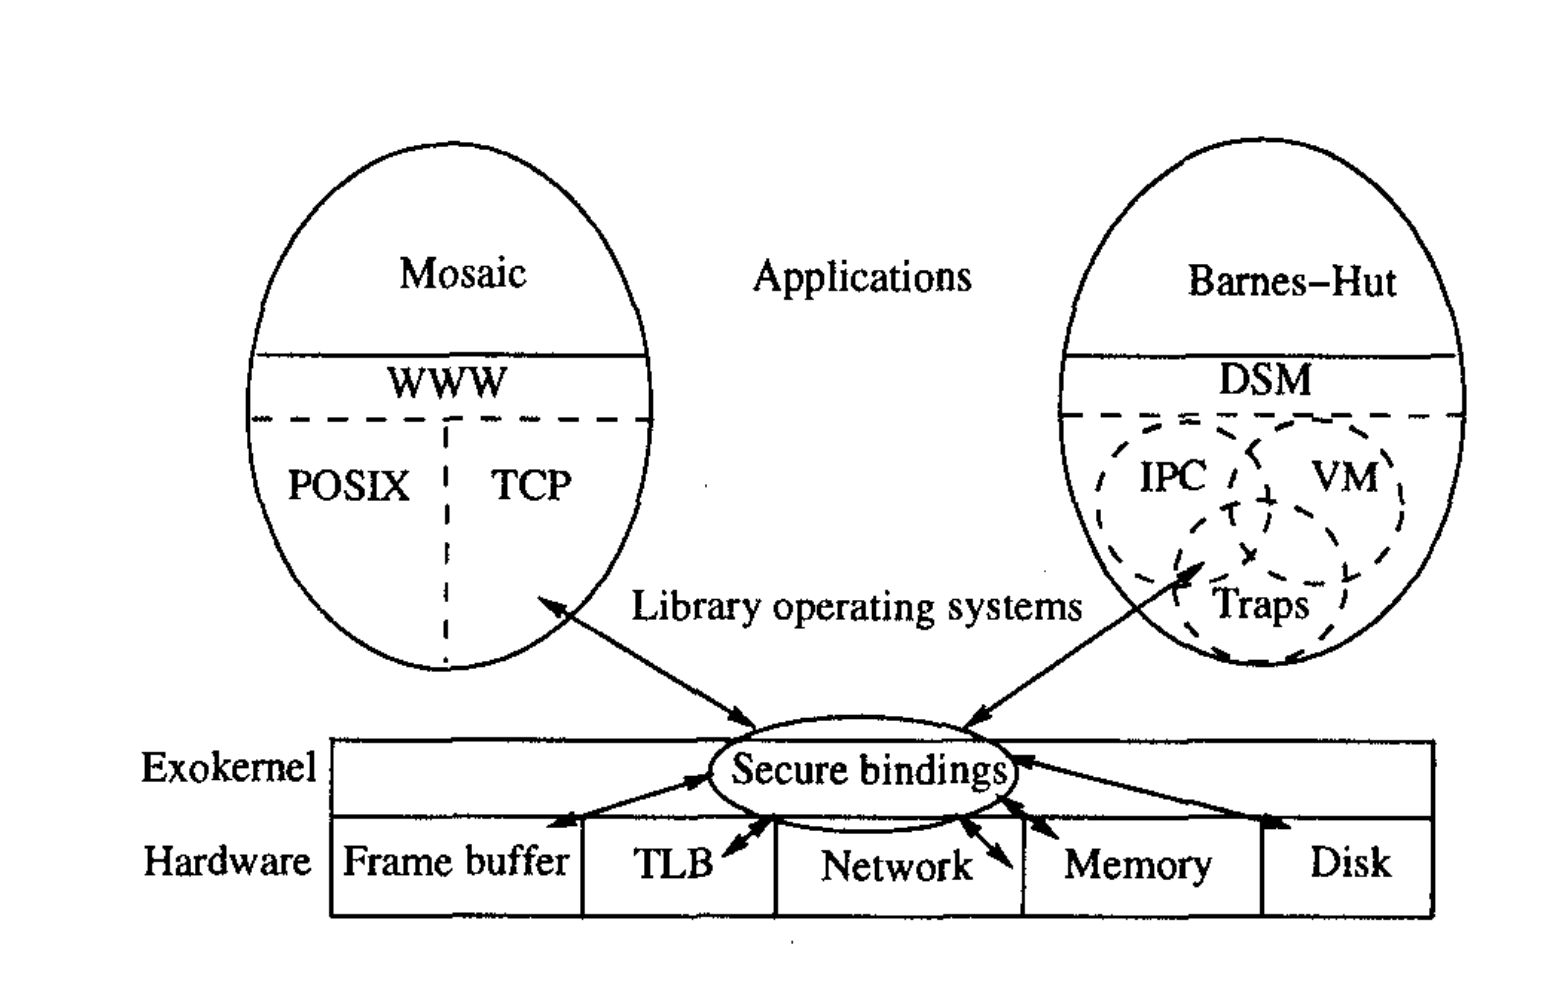 Mosaic
Applications
Barnes-Hut
WWW
DSM
POSIX
TCP
IPC
VM
Library operating systems
Traps
Exokernel
Secure bindings
Hardware
Frame buffer
TLB
Network
Memory
Disk